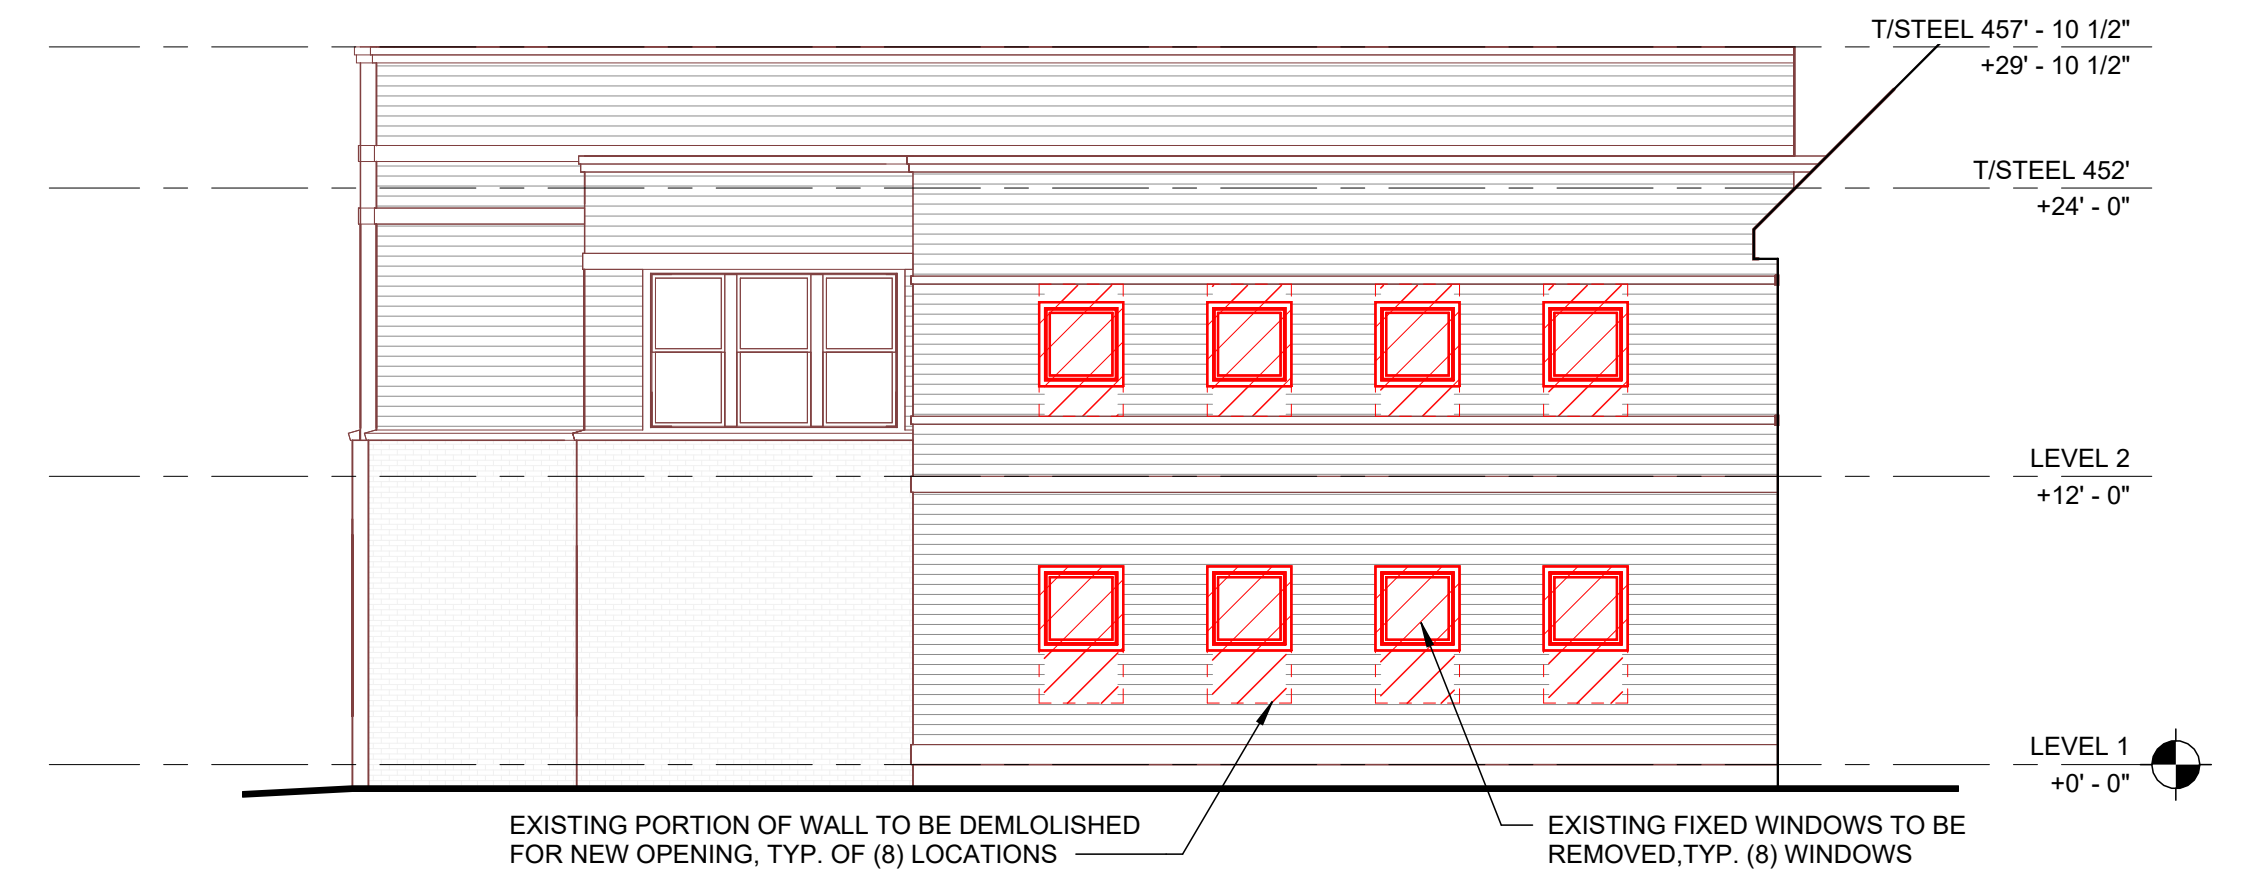 T/STEEL 457' - 10 1/2"
+29' - 10 1/2"
T/STEEL 452'
+24' - 0"
LEVEL 2
+12' - 0"
LEVEL 1
+0' - 0"
EXISTING PORTION OF WALL TO BE DEMLOLISHED
FOR NEW OPENING, TYP. OF (8) LOCATIONS
EXISTING FIXED WINDOWS TO BE
REMOVED,TYP. (8) WINDOWS